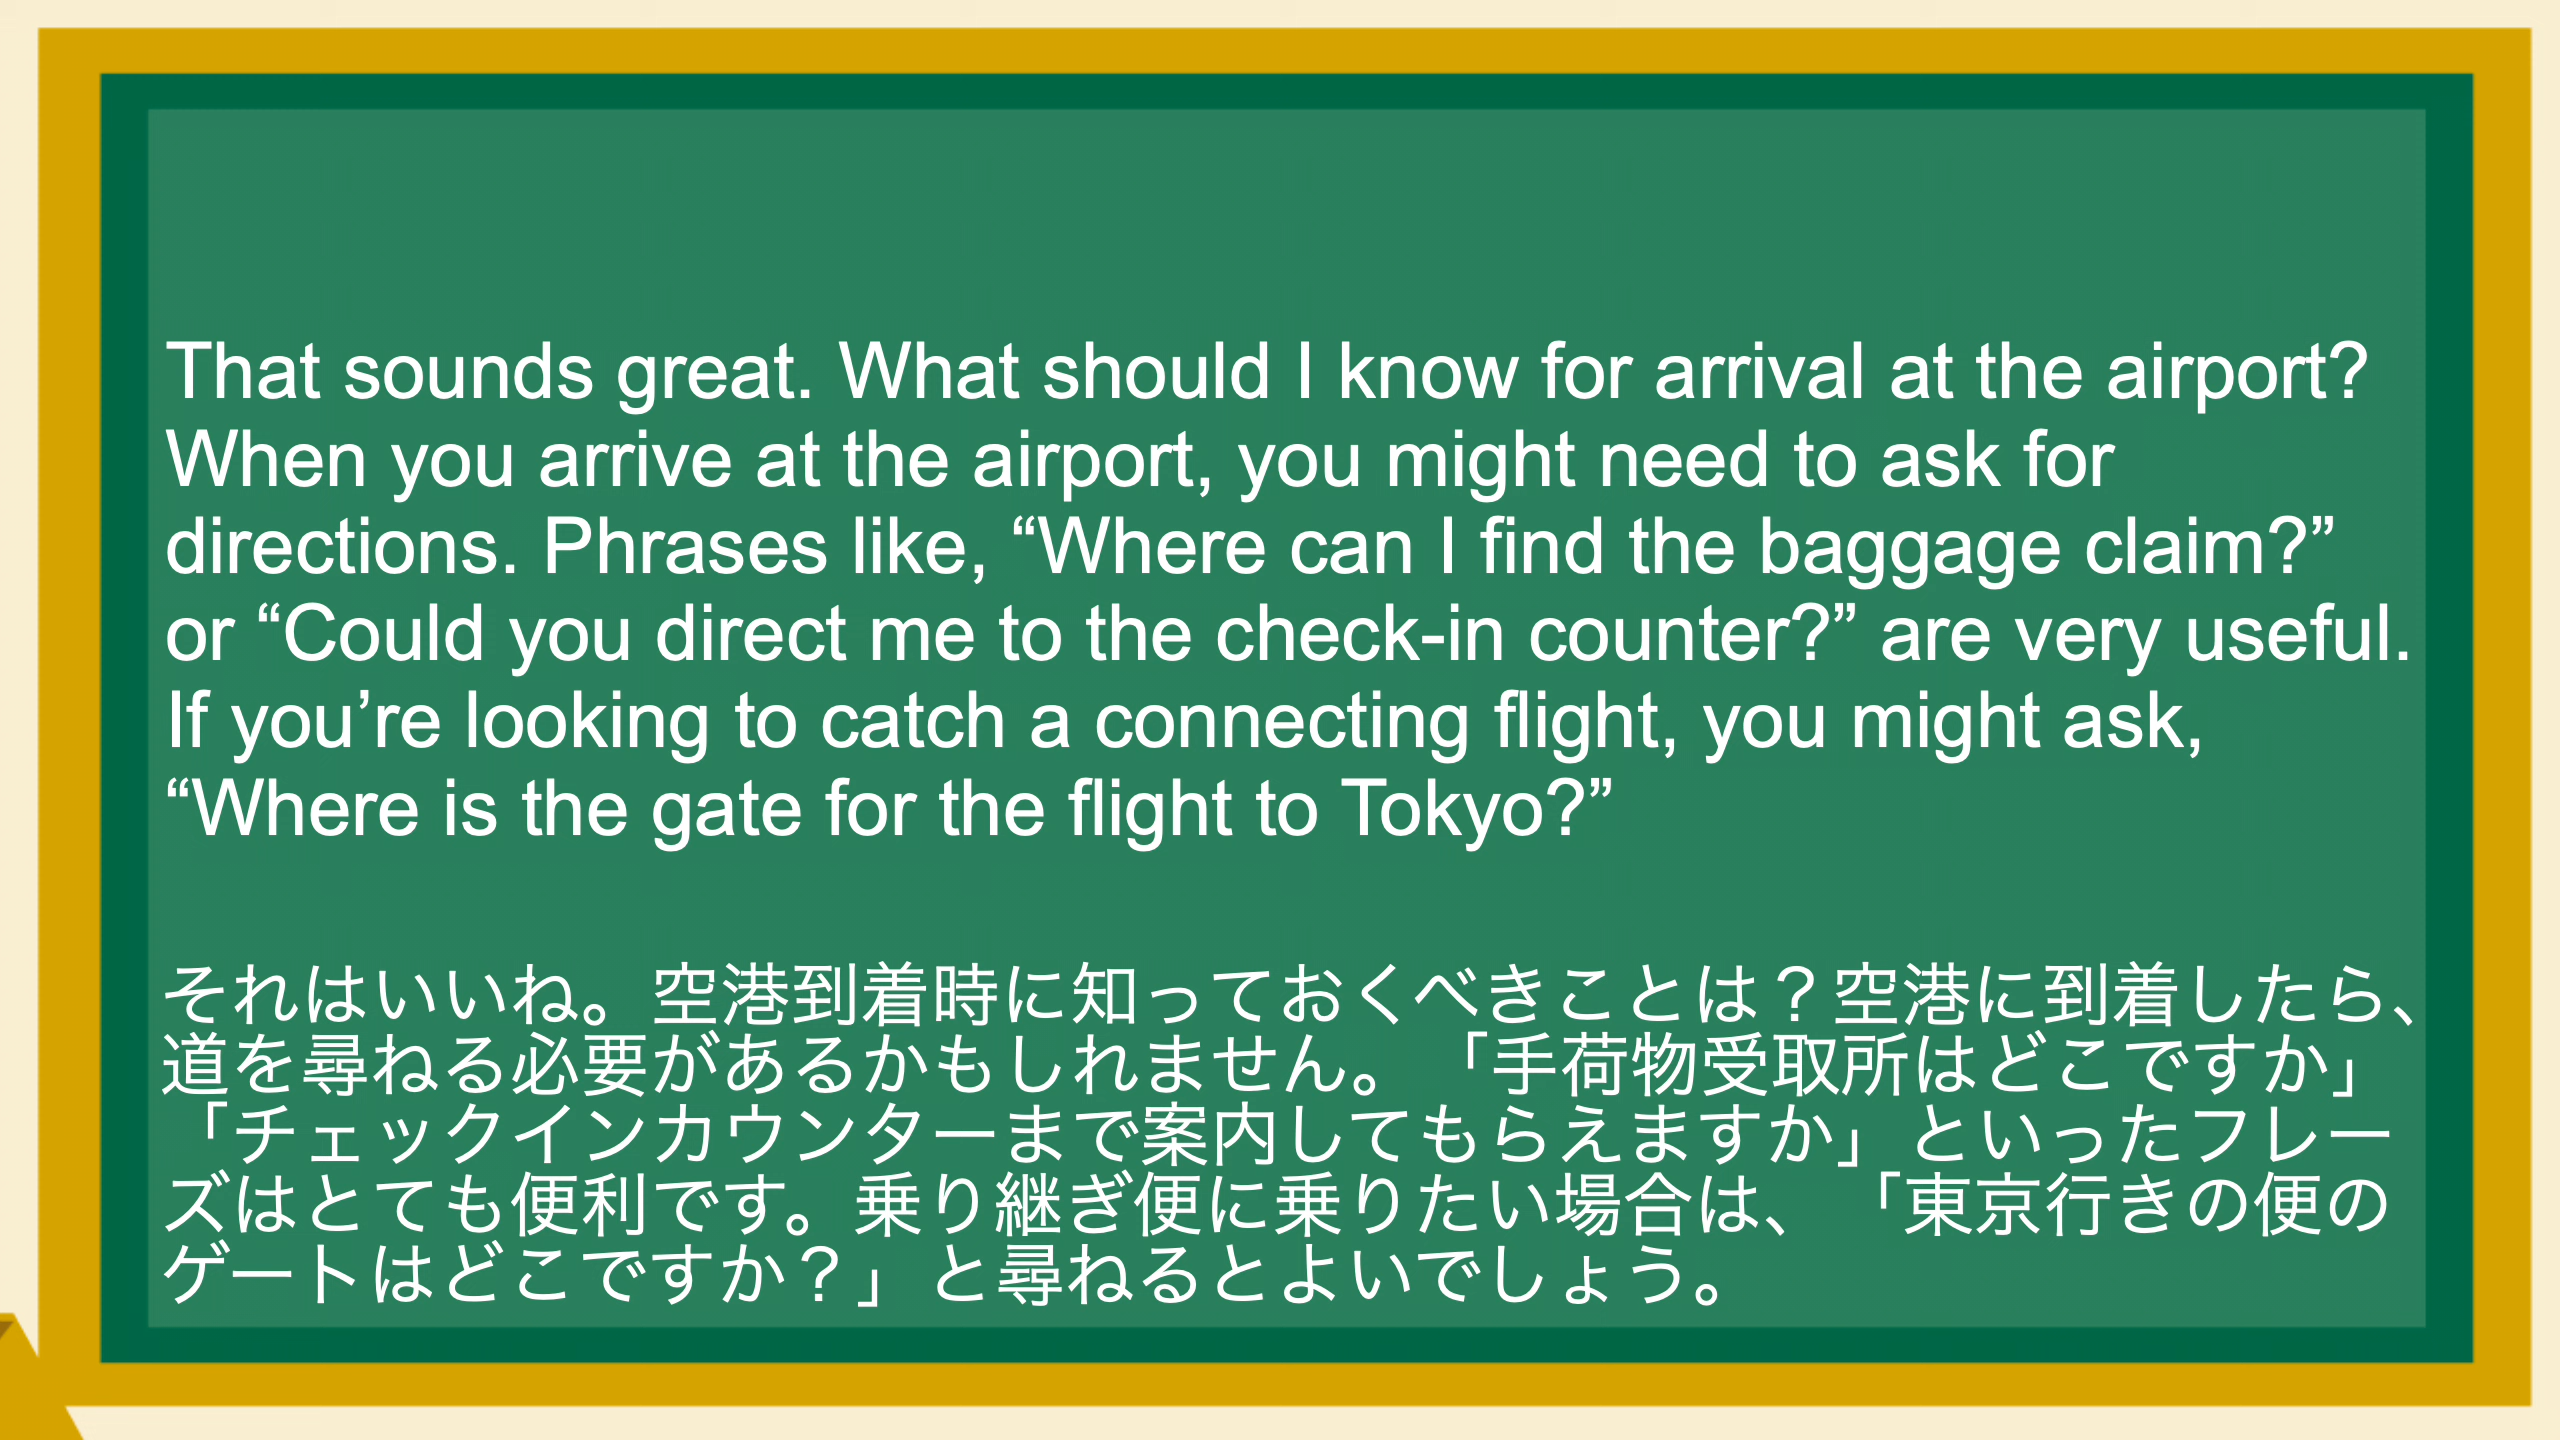 That sounds great. What should I know for arrival at the airport?
When you arrive at the airport, you might need to ask for
directions. Phrases like, “Where can I find the baggage claim?”
or “Could you direct me to the check-in counter?” are very useful.
If you’re looking to catch a connecting flight, you might ask,
“Where is the gate for the flight to Tokyo?”
それはいいね。空港到着時に知っておくべきことは？空港に到着したら、
道を尋ねる必要があるかもしれません。「手荷物受取所はどこですか」
「チェックインカウンターまで案内してもらえますか」といったフレー
ズはとても便利です。乗り継ぎ便に乗りたい場合は、「東京行きの便の
ゲートはどこですか？」と尋ねるとよいでしょう。